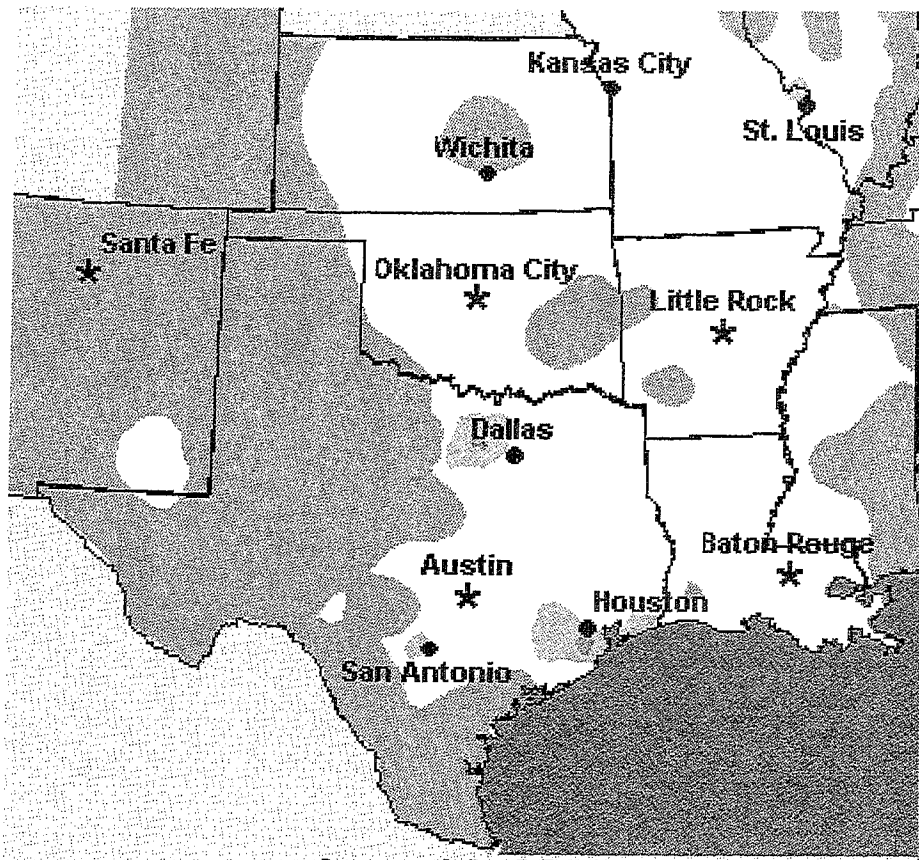 Kansas City
St. Louis
Wichita
Santa Fe
Oklahoma City
Little Rock
Dallas
Baton Rouge
Austin
Houston
San Antonio